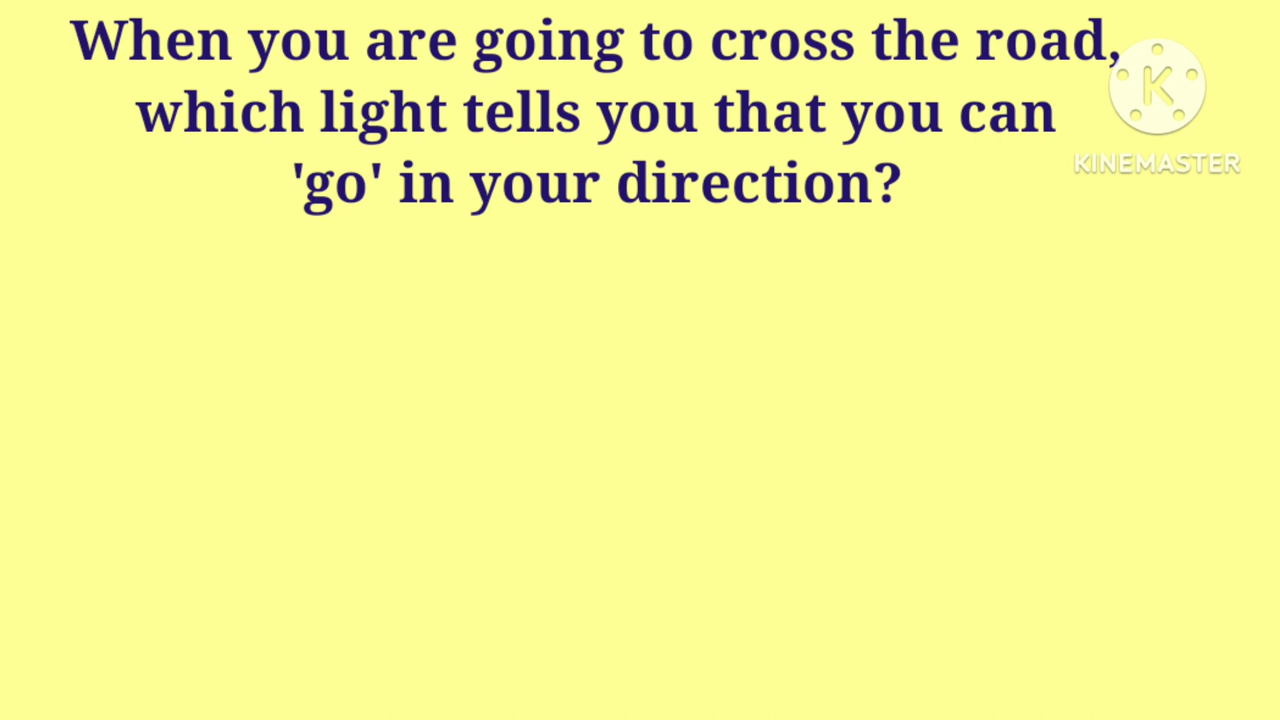 When you are going to cross the road,
which light tells you that you can
'go' in your direction?
K
KINEMASTER